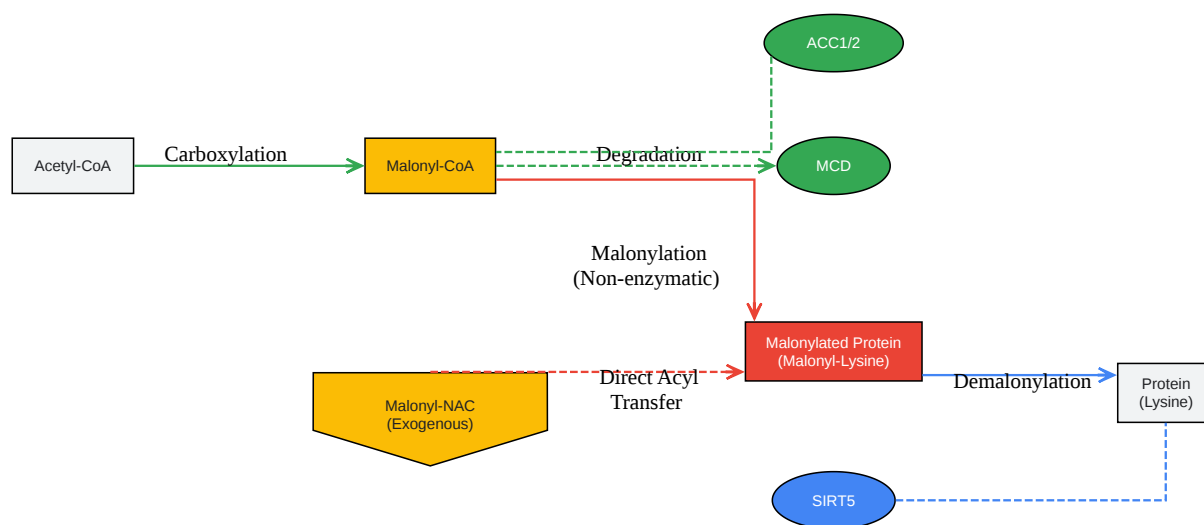 ACC1/2
Acetyl-CoA
Carboxylation
Malonyl-CoA
Degradation
MCD
Malonylation
(Non-enzymatic)
Malonylated Protein
(Malonyl-Lysine)
Malonyl-NAC
(Exogenous)
Direct Acyl
Transfer
Demalonylation
Protein
(Lysine)
SIRT5